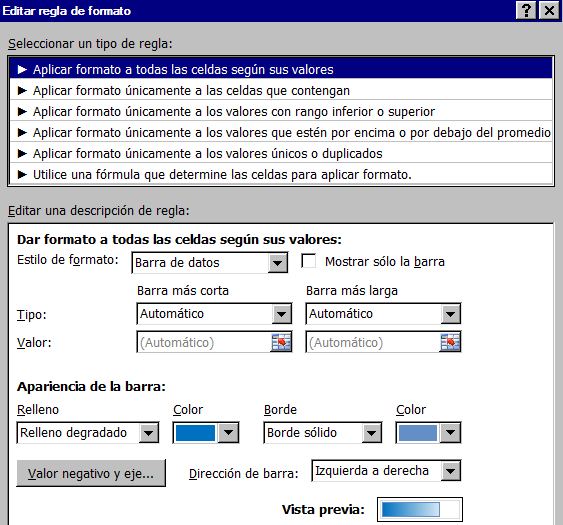 Editar regla de formato
Seleccionar un tipo de regla:
► Aplicar formato a todas las celdas según sus valores
► Aplicar formato únicamente a las celdas que contengan
► Aplicar formato únicamente a los valores con rango inferior o superior
► Aplicar formato únicamente a los valores que estén por encima o por debajo del promedio
► Aplicar formato únicamente a los valores únicos o duplicados
► Utilice una fórmula que determine las celdas para aplicar formato.
Editar una descripción de regla:
Dar formato a todas las celdas según sus valores:
Estilo de formato: Barra de datos Mostrar sólo la barra
Barra más corta Barra más larga
Tipo: Automático Automático
Valor: (Automático) (Automático)
Apariencia de la barra:
Relleno Color Borde Color
Relleno degradado Borde sólido
Valor negativo y eje... Dirección de barra: Izquierda a derecha
Vista previa: